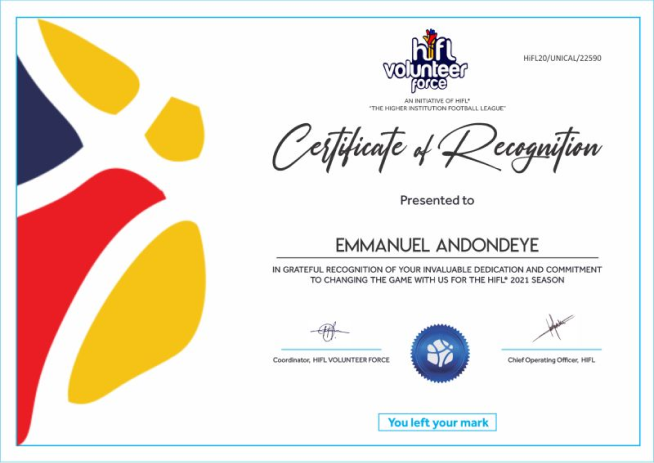 hifl
volunteer
force
HiFL20/UNICAL/22590
AN INITIATIVE OF HIFL®
"THE HIGHER INSTITUTION FOOTBALL LEAGUE"
Certificate of Recognition
Presented to
EMMANUEL ANDONDEYE
IN GRATEFUL RECOGNITION OF YOUR INVALUABLE DEDICATION AND COMMITMENT
TO CHANGING THE GAME WITH US FOR THE HIFL® 2021 SEASON
Coordinator, HIFL VOLUNTEER FORCE
Chief Operating Officer, HIFL
You left your mark